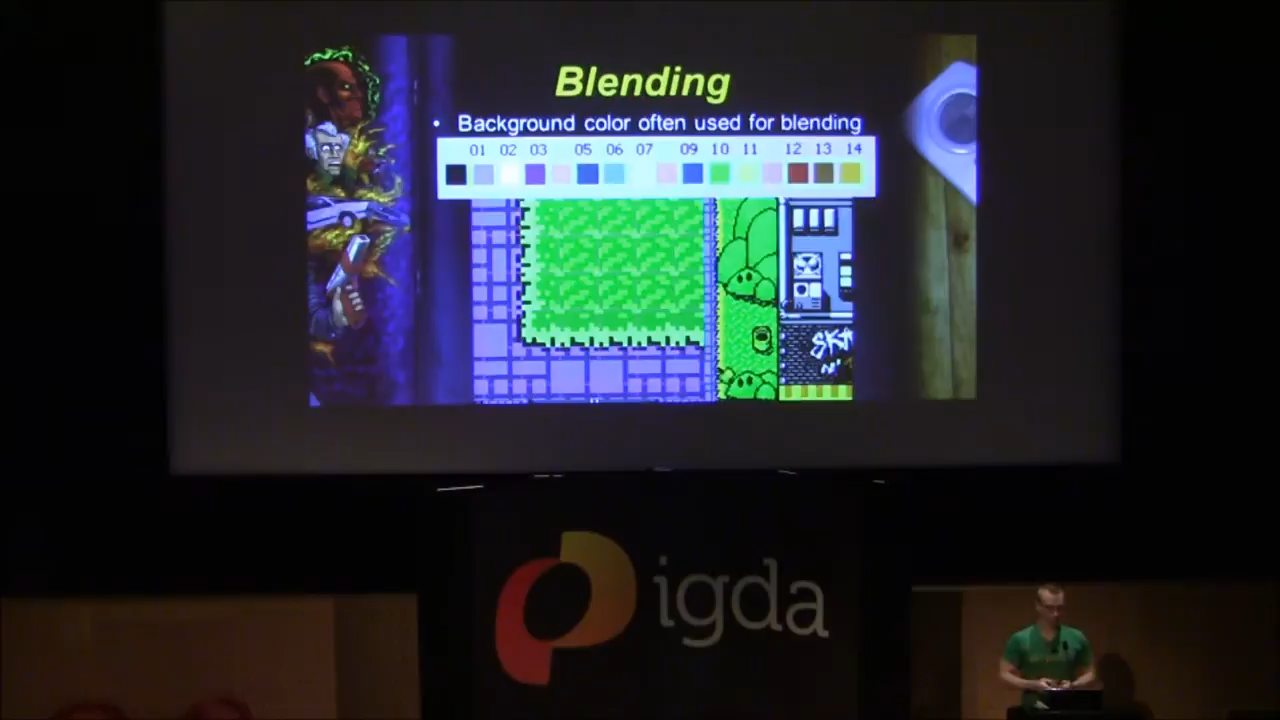 Blending
• Background color often used for blending
01 02 03 05 06 07 09 10 11 12 13 14
igda